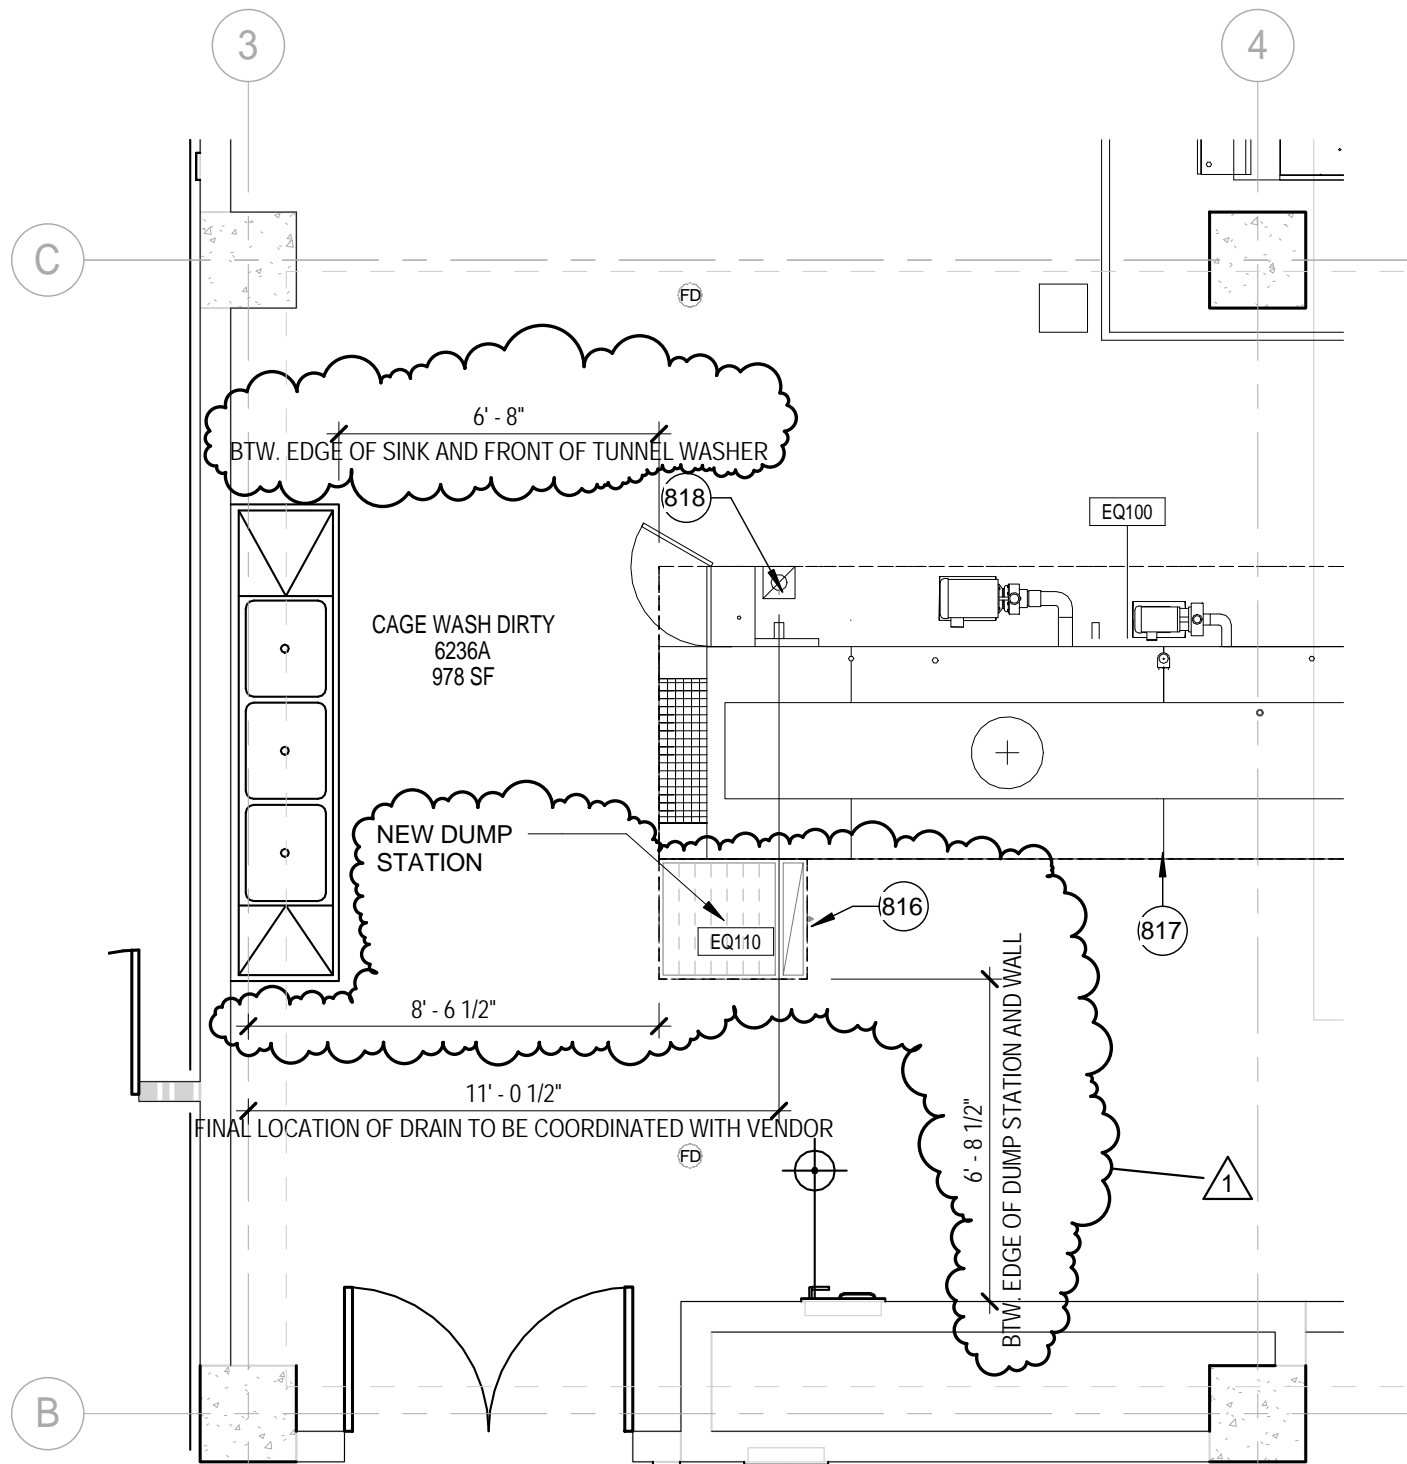 3
4
C
FD
6' - 8"
BTW. EDGE OF SINK AND FRONT OF TUNNEL WASHER
818
EQ100
CAGE WASH DIRTY
6236A
978 SF
NEW DUMP
STATION
816
817
EQ110
8' - 6 1/2"
11' - 0 1/2"
FINAL LOCATION OF DRAIN TO BE COORDINATED WITH VENDOR
6' - 8 1/2"
BTW. EDGE OF DUMP STATION AND WALL
FD
1
B